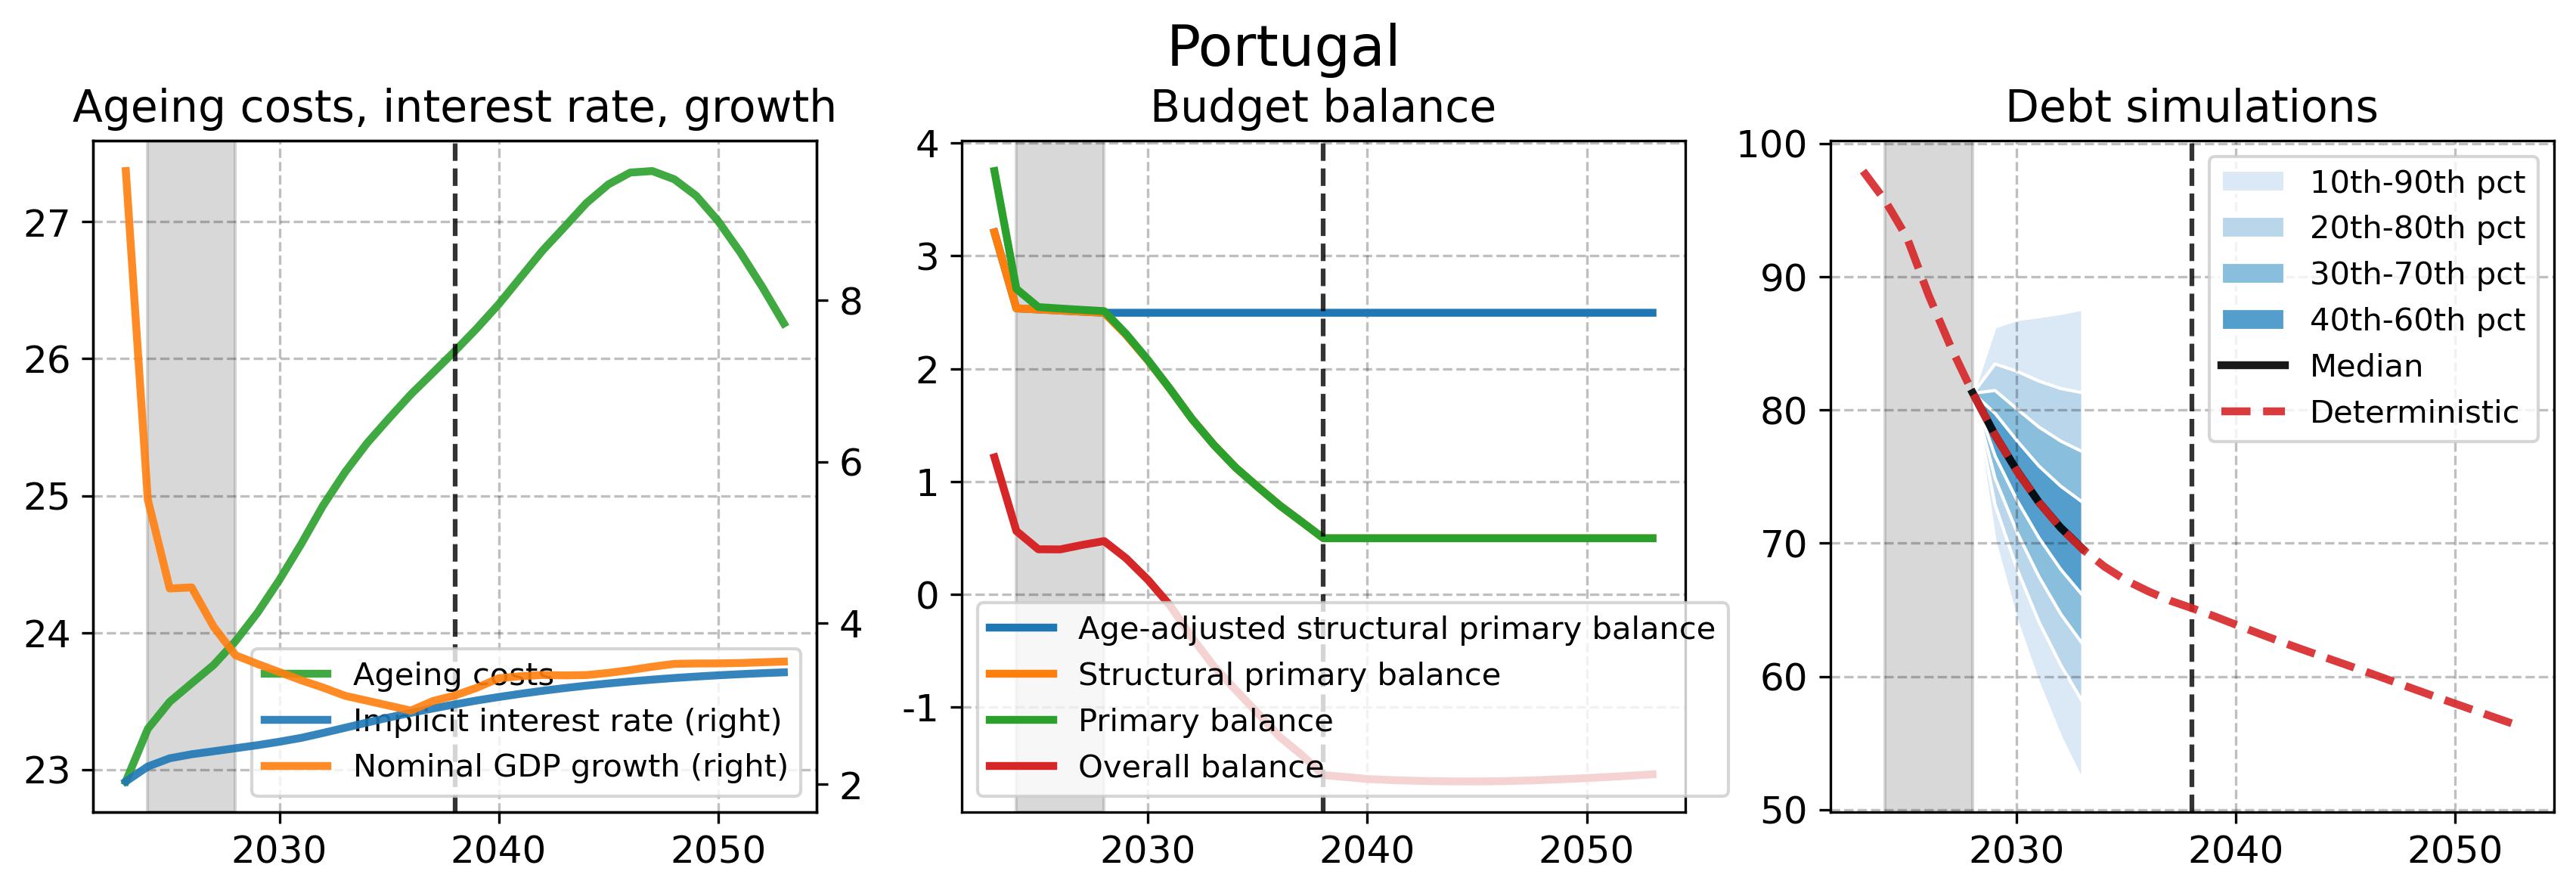 Portugal
Ageing costs, interest rate, growth
27
26
25
24
23
8
6
4
2
2030 2040 2050
Ageing costs
Implicit interest rate (right)
Nominal GDP growth (right)
Budget balance
4
3
2
1
0
-1
2030 2040 2050
Age-adjusted structural primary balance
Structural primary balance
Primary balance
Overall balance
Debt simulations
100
90
80
70
60
50
2030 2040 2050
10th-90th pct
20th-80th pct
30th-70th pct
40th-60th pct
Median
Deterministic